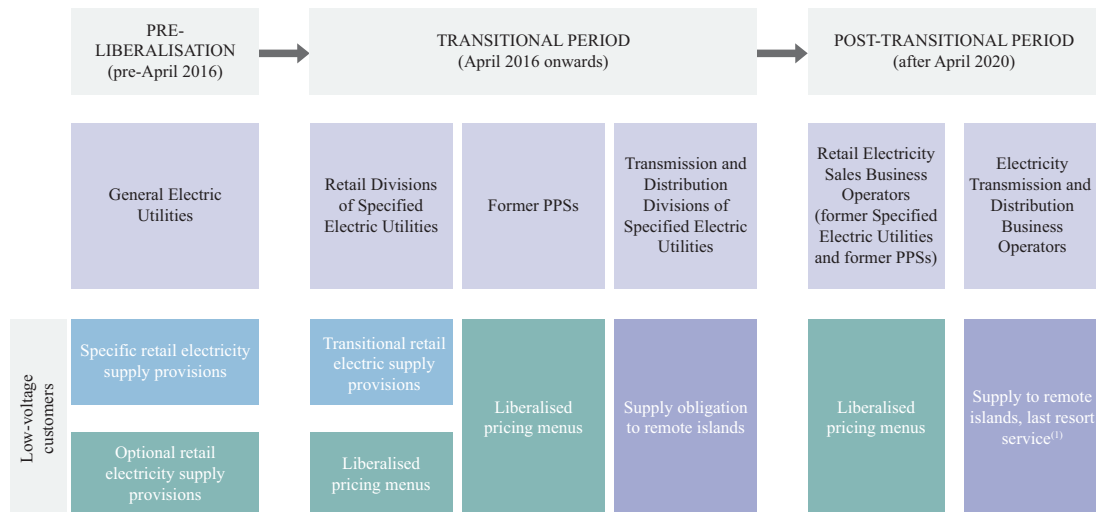 PRE-
LIBERALISATION
(pre-April 2016)
TRANSITIONAL PERIOD
(April 2016 onwards)
POST-TRANSITIONAL PERIOD
(after April 2020)
General Electric
Utilities
Retail Divisions
of Specified
Electric Utilities
Former PPSs
Transmission and
Distribution
Divisions of
Specified Electric
Utilities
Retail Electricity
Sales Business
Operators
(former Specified
Electric Utilities
and former PPSs)
Electricity
Transmission and
Distribution
Business
Operators
Low-voltage
customers
Specific retail electricity
supply provisions
Optional retail
electricity supply
provisions
Transitional retail
electric supply
provisions
Liberalised
pricing menus
Liberalised
pricing menus
Supply obligation
to remote islands
Liberalised
pricing menus
Supply to remote
islands, last resort
service(1)